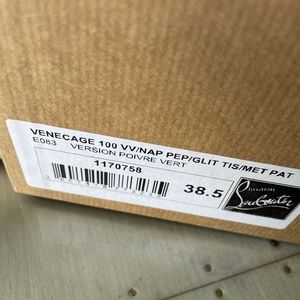 VENECAGE 100 VV/NAP PEP/GLIT TIS/MET PAT
E083 VERSION POIVRE VERT
1170758
38.5
Christian
Louboutin